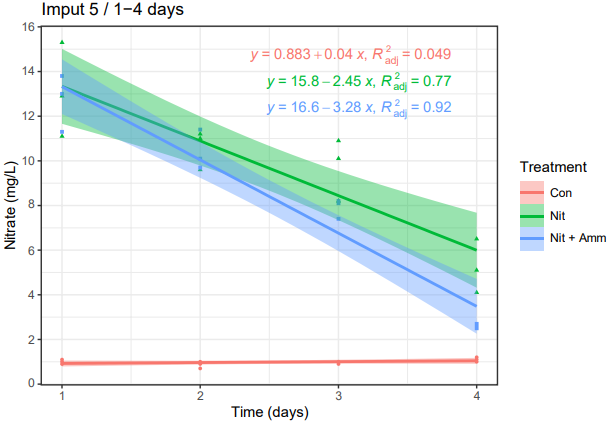 Imput 5 / 1−4 days
y = 0.883 + 0.04 x, R²adj = 0.049
y = 15.8 − 2.45 x, R²adj = 0.77
y = 16.6 − 3.28 x, R²adj = 0.92
Nitrate (mg/L)
16
14
12
10
8
6
4
2
0
1 2 3 4
Time (days)
Treatment
Con
Nit
Nit + Amm